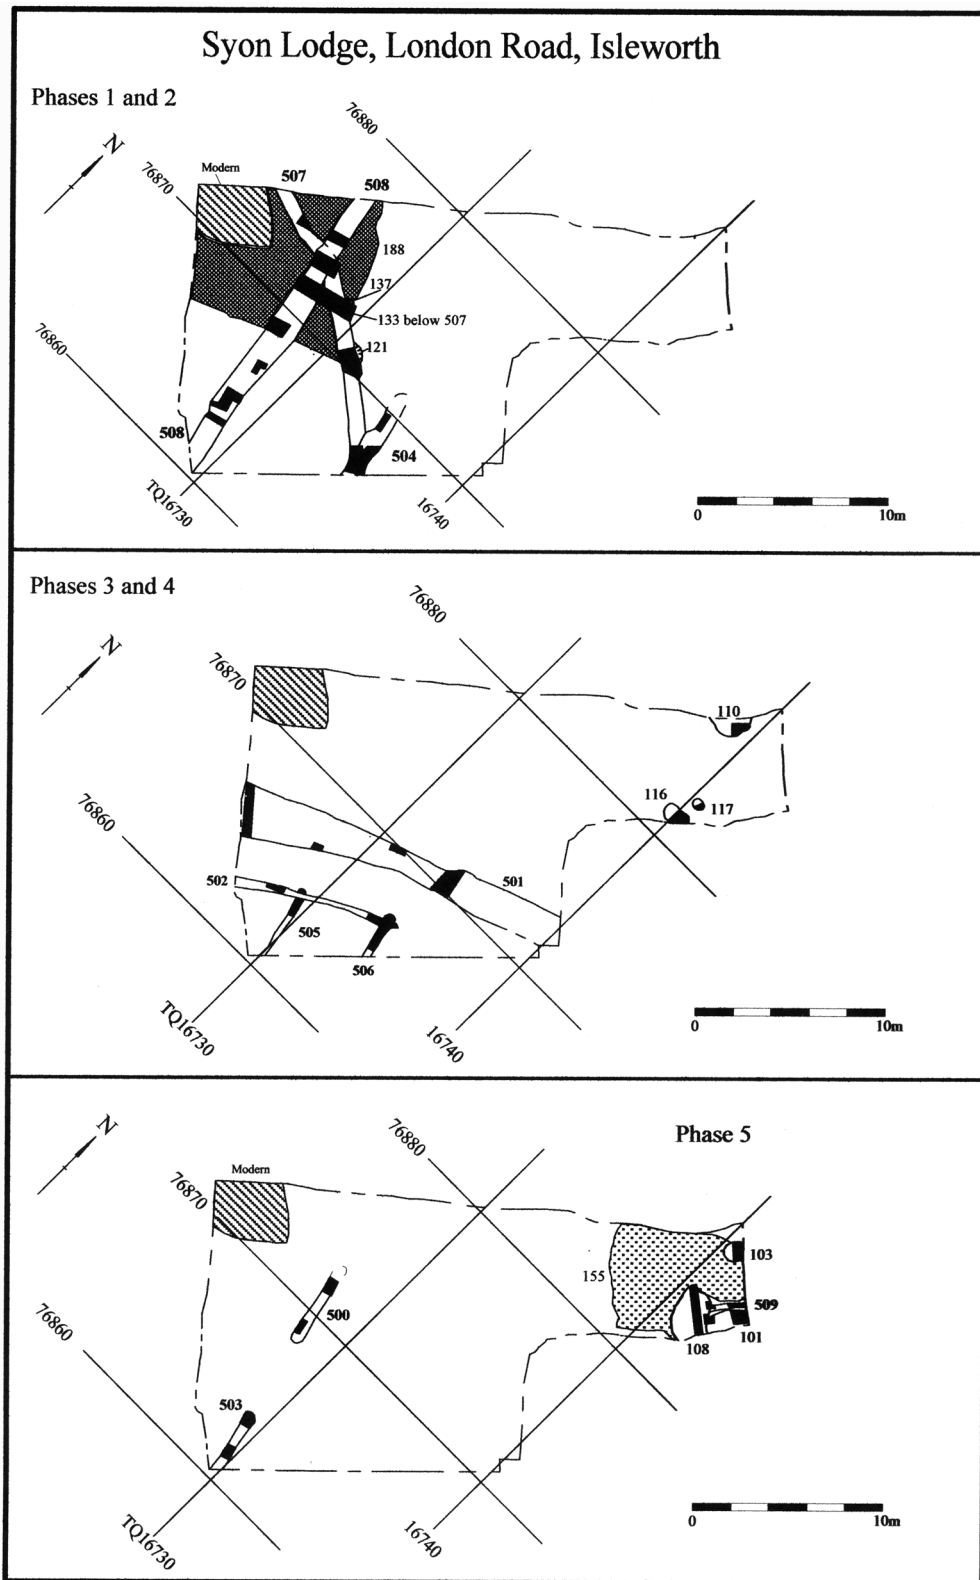 Syon Lodge, London Road, Isleworth
Phases 1 and 2
N
76880
76870
Modern
507
508
188
137
133 below 507
121
76860
508
504
TQ16730
16740
0 10m
Phases 3 and 4
N
76880
76870
110
116
117
76860
502
501
505
506
TQ16730
16740
0 10m
Phase 5
N
76880
76870
Modern
103
155
509
500
101
108
76860
503
TQ16730
16740
0 10m